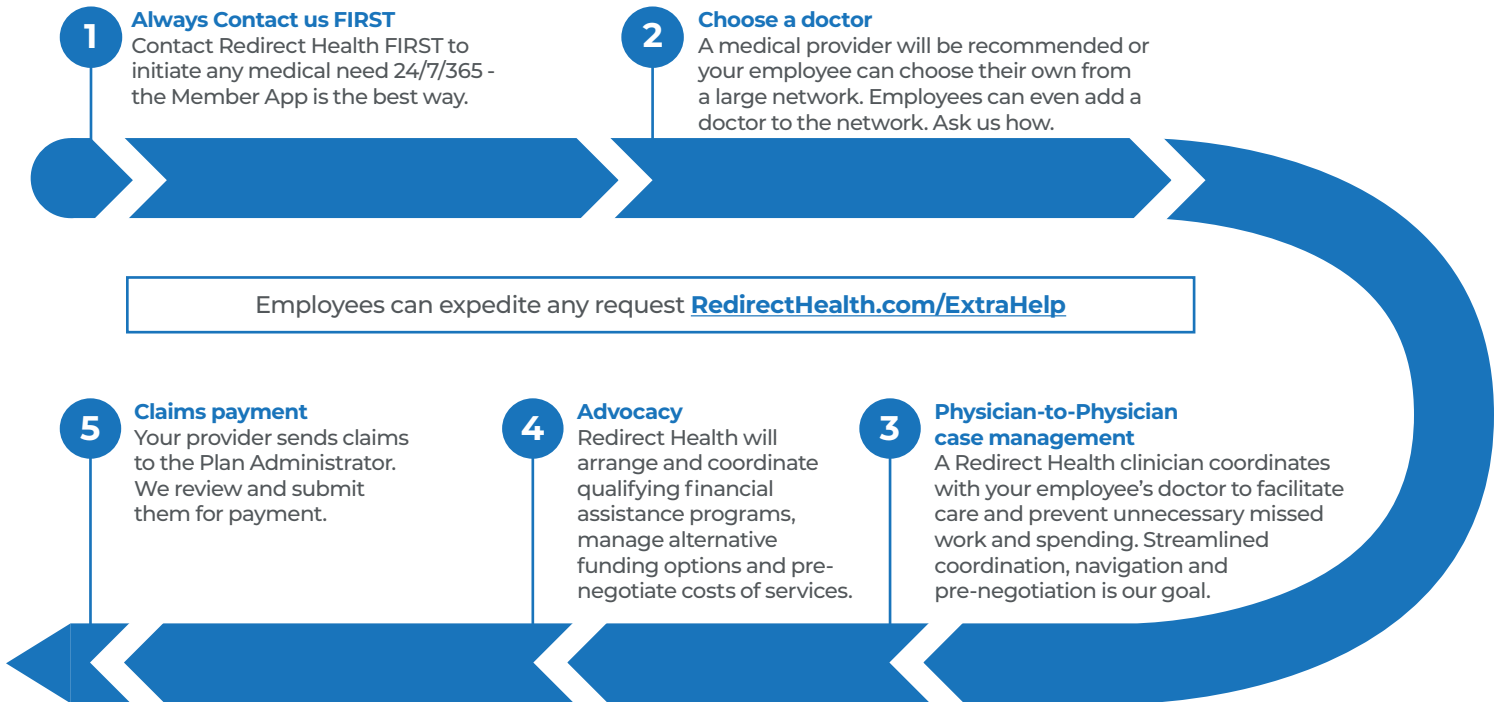 1
Always Contact us FIRST
Contact Redirect Health FIRST to
initiate any medical need 24/7/365 -
the Member App is the best way.
2
Choose a doctor
A medical provider will be recommended or
your employee can choose their own from
a large network. Employees can even add a
doctor to the network. Ask us how.
Employees can expedite any request RedirectHealth.com/ExtraHelp
3
Physician-to-Physician
case management
A Redirect Health clinician coordinates
with your employee’s doctor to facilitate
care and prevent unnecessary missed
work and spending. Streamlined
coordination, navigation and
pre-negotiation is our goal.
4
Advocacy
Redirect Health will
arrange and coordinate
qualifying financial
assistance programs,
manage alternative
funding options and pre-
negotiate costs of services.
5
Claims payment
Your provider sends claims
to the Plan Administrator.
We review and submit
them for payment.